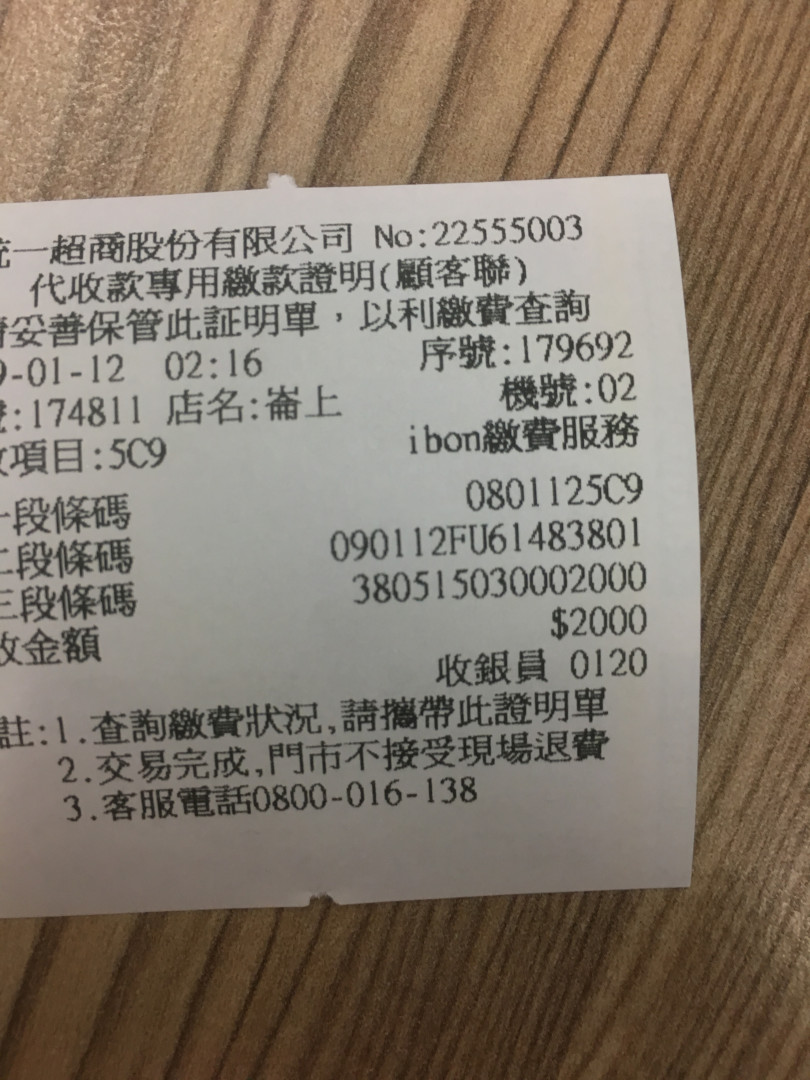 一超商股份有限公司 No:22555003
代收款專用繳款證明(顧客聯)
妥善保管此証明單，以利繳費查詢
-01-12 02:16 序號:179692
:174811 店名:崙上 機號:02
項目:5C9 ibon繳費服務
段條碼 0801125C9
二段條碼 090112FU61483801
三段條碼 380515030002000
金額 $2000
收銀員 0120
註:1.查詢繳費狀況,請攜帶此證明單
2.交易完成,門市不接受現場退費
3.客服電話0800-016-138